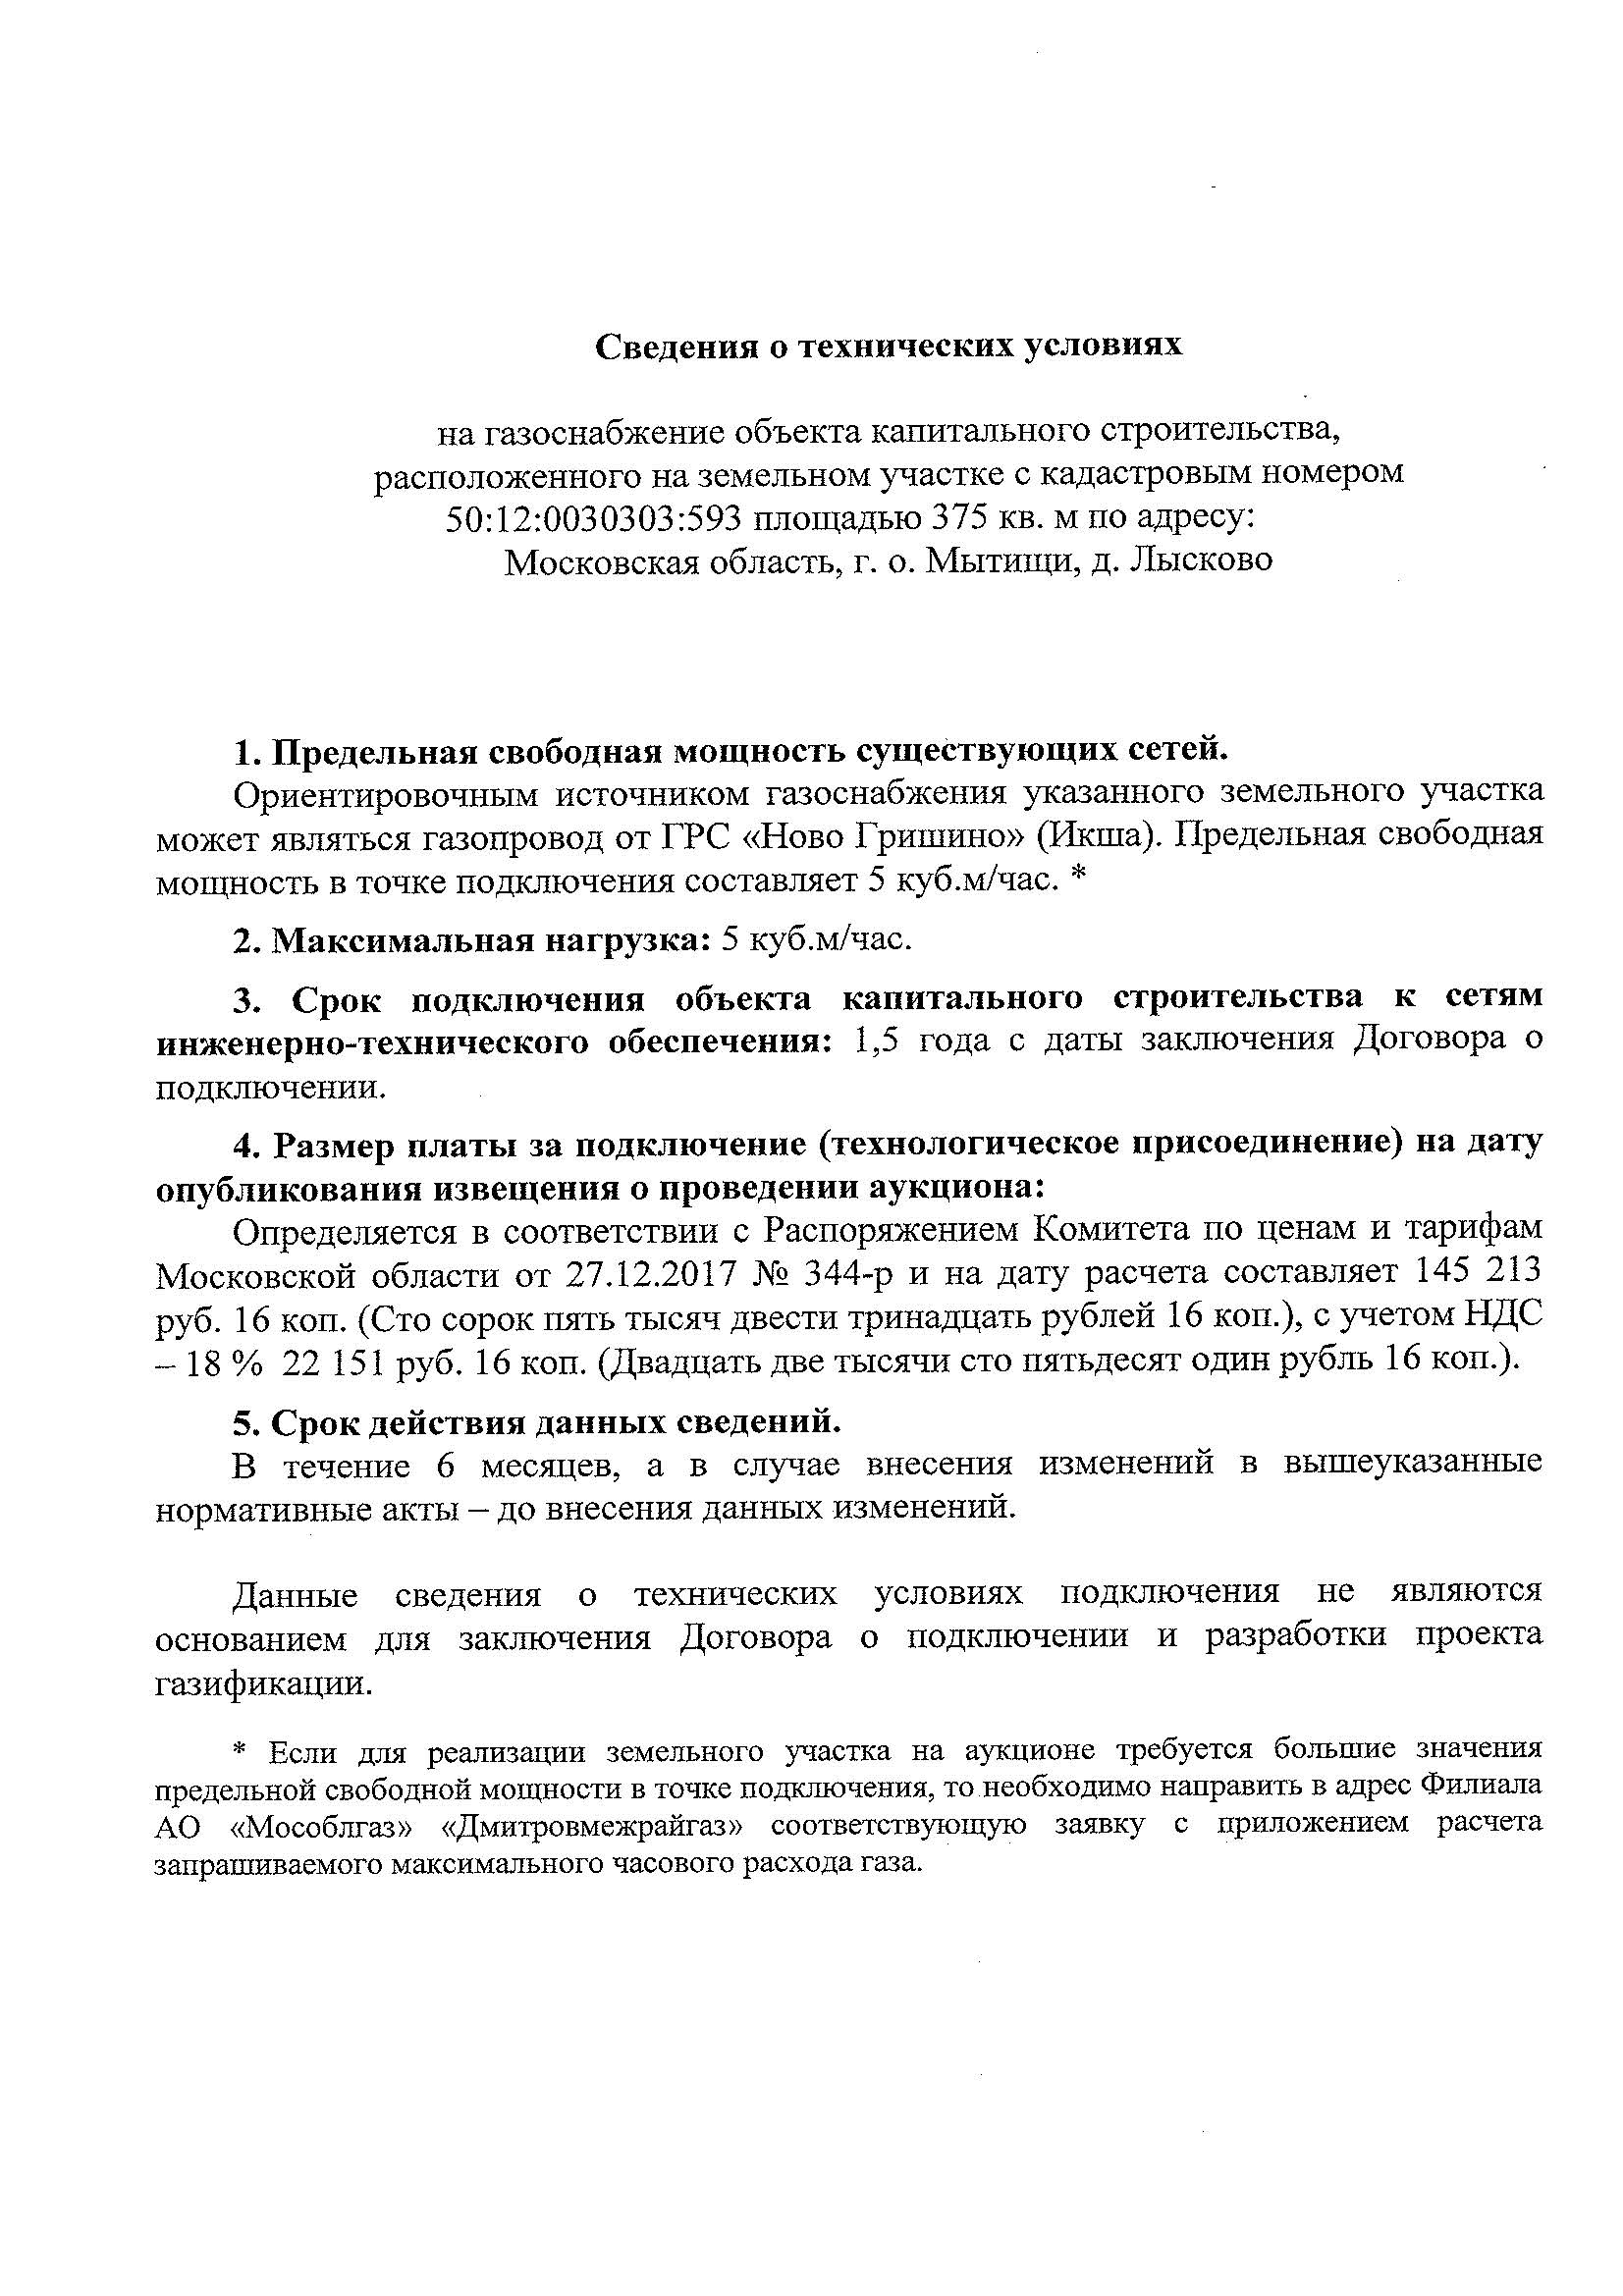 Сведения о технических условиях
на газоснабжение объекта капитального строительства,
расположенного на земельном участке с кадастровым номером
50:12:0030303:593 площадью 375 кв. м по адресу:
Московская область, г. о. Мытищи, д. Лысково
1. Предельная свободная мощность существующих сетей.
Ориентировочным источником газоснабжения указанного земельного участка
может являться газопровод от ГРС «Ново Гришино» (Икша). Предельная свободная
мощность в точке подключения составляет 5 куб.м/час. *
2. Максимальная нагрузка: 5 куб.м/час.
3. Срок подключения объекта капитального строительства к сетям
инженерно-технического обеспечения: 1,5 года с даты заключения Договора о
подключении.
4. Размер платы за подключение (технологическое присоединение) на дату
опубликования извещения о проведении аукциона:
Определяется в соответствии с Распоряжением Комитета по ценам и тарифам
Московской области от 27.12.2017 № 344-р и на дату расчета составляет 145 213
руб. 16 коп. (Сто сорок пять тысяч двести тринадцать рублей 16 коп.), с учетом НДС
– 18 % 22 151 руб. 16 коп. (Двадцать две тысячи сто пятьдесят один рубль 16 коп.).
5. Срок действия данных сведений.
В течение 6 месяцев, а в случае внесения изменений в вышеуказанные
нормативные акты – до внесения данных изменений.
Данные сведения о технических условиях подключения не являются
основанием для заключения Договора о подключении и разработки проекта
газификации.
* Если для реализации земельного участка на аукционе требуется большие значения
предельной свободной мощности в точке подключения, то необходимо направить в адрес Филиала
АО «Мособлгаз» «Дмитровмежрайгаз» соответствующую заявку с приложением расчета
запрашиваемого максимального часового расхода газа.